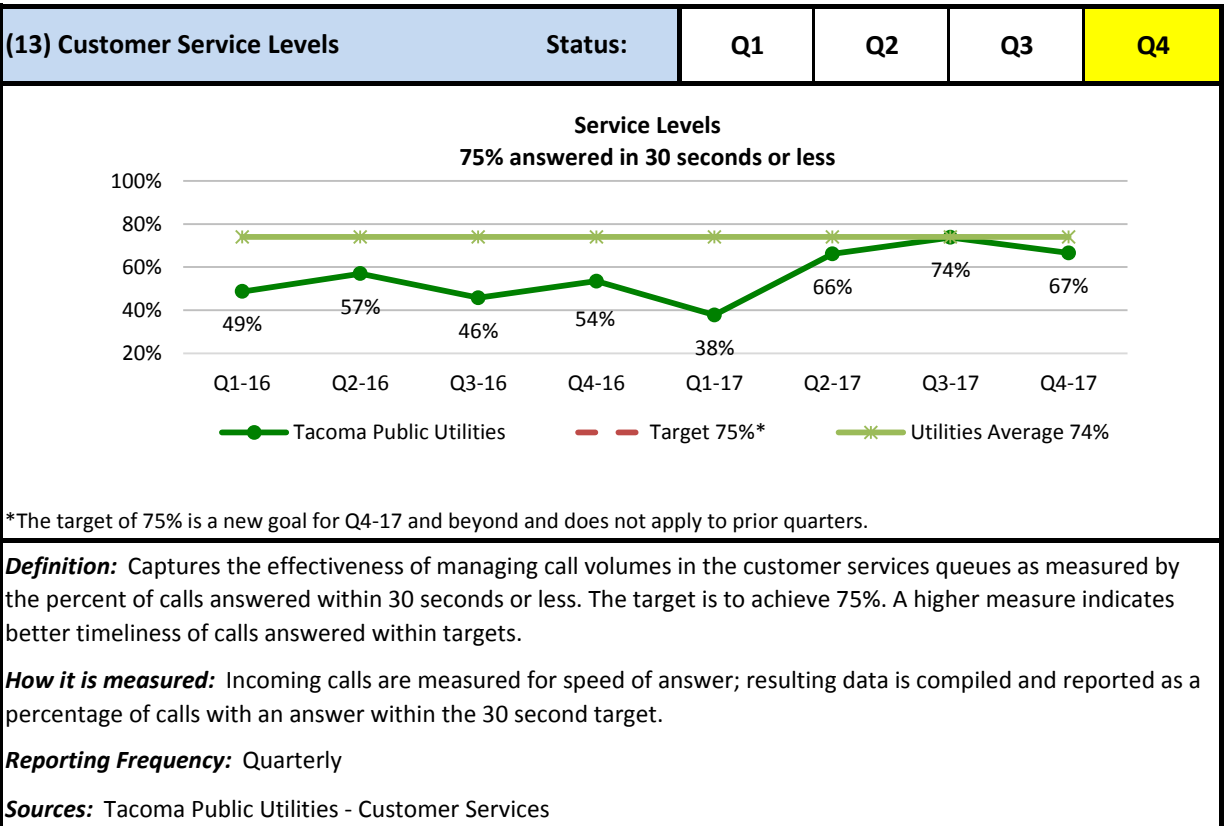 (13) Customer Service Levels Status: Q1 Q2 Q3 Q4
Service Levels
75% answered in 30 seconds or less
100%
80%
60%
40%
20%
49%
57%
46%
54%
38%
66%
74%
67%
Q1-16 Q2-16 Q3-16 Q4-16 Q1-17 Q2-17 Q3-17 Q4-17
Tacoma Public Utilities Target 75%* Utilities Average 74%
*The target of 75% is a new goal for Q4-17 and beyond and does not apply to prior quarters.
Definition: Captures the effectiveness of managing call volumes in the customer services queues as measured by
the percent of calls answered within 30 seconds or less. The target is to achieve 75%. A higher measure indicates
better timeliness of calls answered within targets.
How it is measured: Incoming calls are measured for speed of answer; resulting data is compiled and reported as a
percentage of calls with an answer within the 30 second target.
Reporting Frequency: Quarterly
Sources: Tacoma Public Utilities - Customer Services